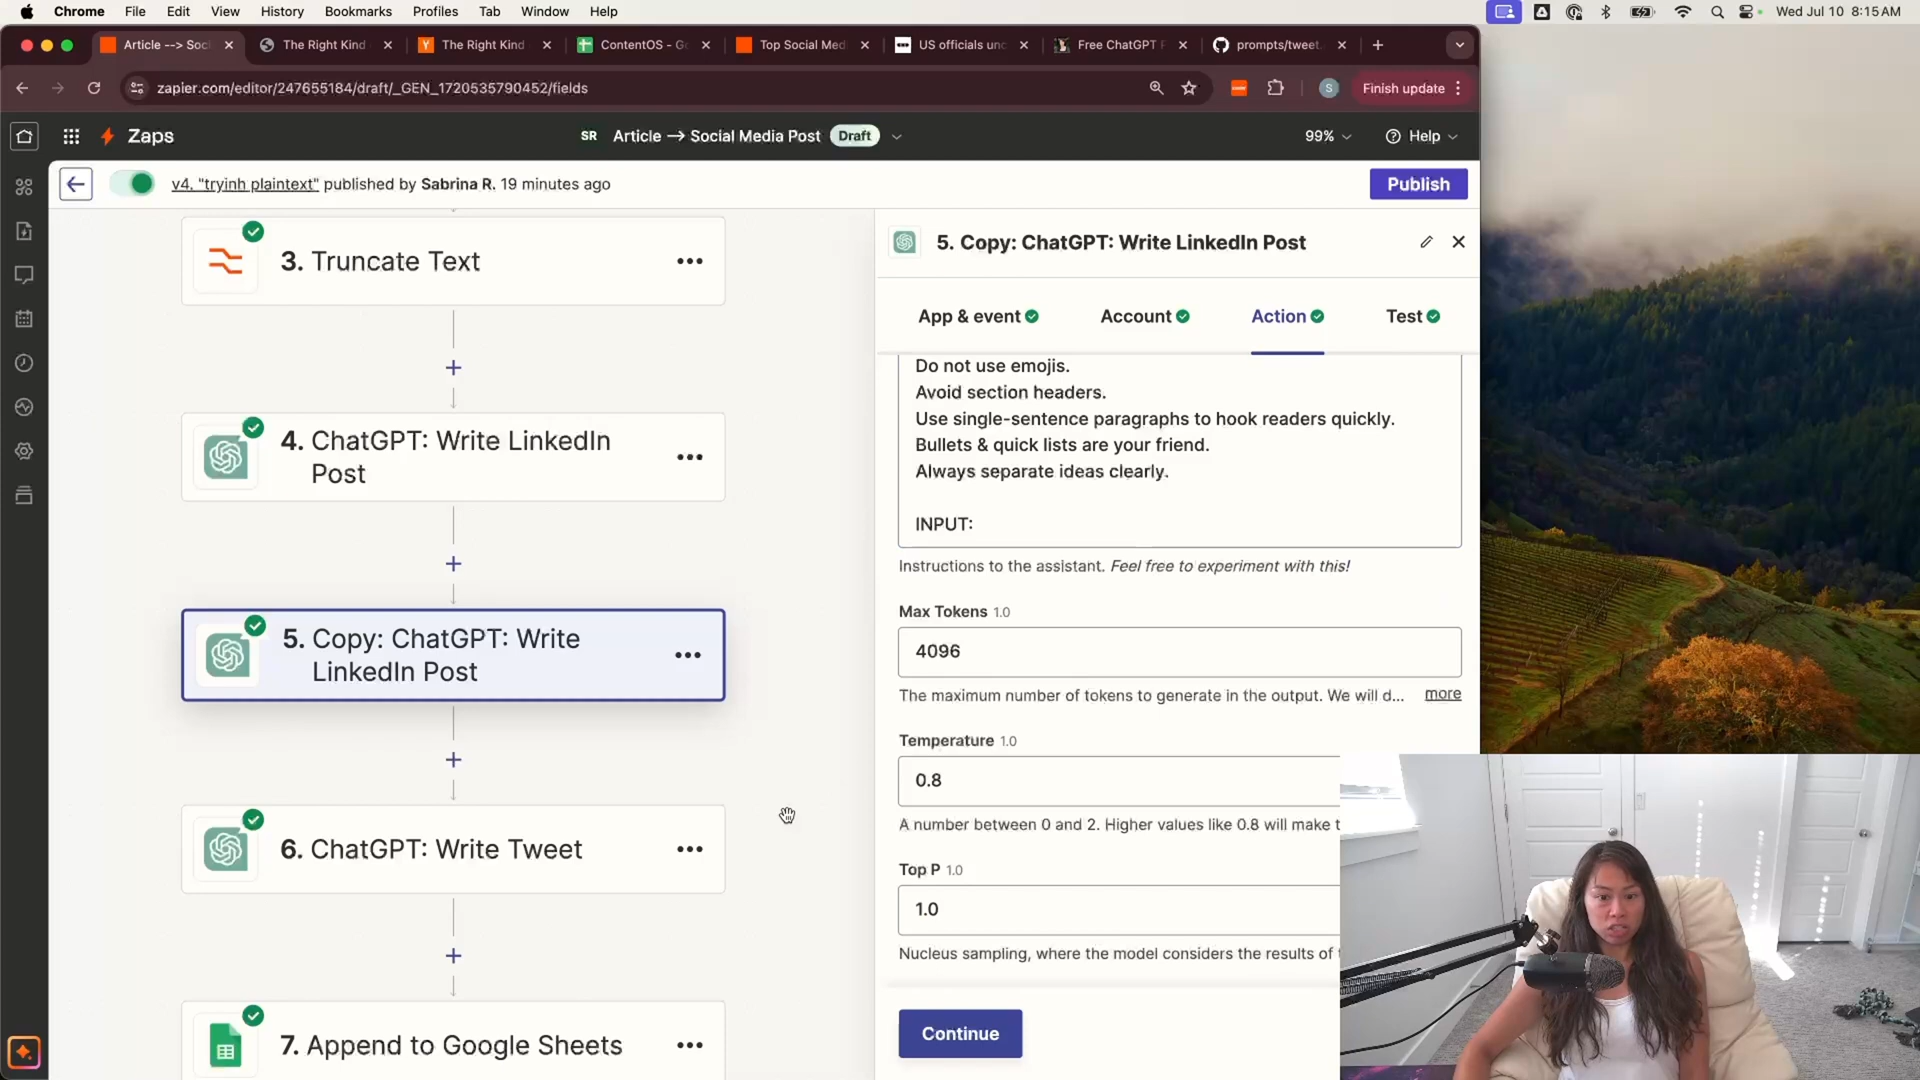 Chrome File Edit View History Bookmarks Profiles Tab Window Help
Wed Jul 10 8:15 AM
Article --> Soci
The Right Kind
The Right Kind
ContentOS - Go
Top Social Med
US officials unc
Free ChatGPT P
prompts/tweet.
zapier.com/editor/247655184/draft/_GEN_1720535790452/fields
S
Finish update
Zaps
SR Article → Social Media Post Draft
99%
Help
v4. "tryinh plaintext" published by Sabrina R. 19 minutes ago
Publish
3. Truncate Text
4. ChatGPT: Write LinkedIn
Post
5. Copy: ChatGPT: Write
LinkedIn Post
6. ChatGPT: Write Tweet
7. Append to Google Sheets
5. Copy: ChatGPT: Write LinkedIn Post
App & event
Account
Action
Test
Do not use emojis.
Avoid section headers.
Use single-sentence paragraphs to hook readers quickly.
Bullets & quick lists are your friend.
Always separate ideas clearly.
INPUT:
Instructions to the assistant. Feel free to experiment with this!
Max Tokens 1.0
4096
The maximum number of tokens to generate in the output. We will d... more
Temperature 1.0
0.8
A number between 0 and 2. Higher values like 0.8 will make t
Top P 1.0
1.0
Nucleus sampling, where the model considers the results of
Continue